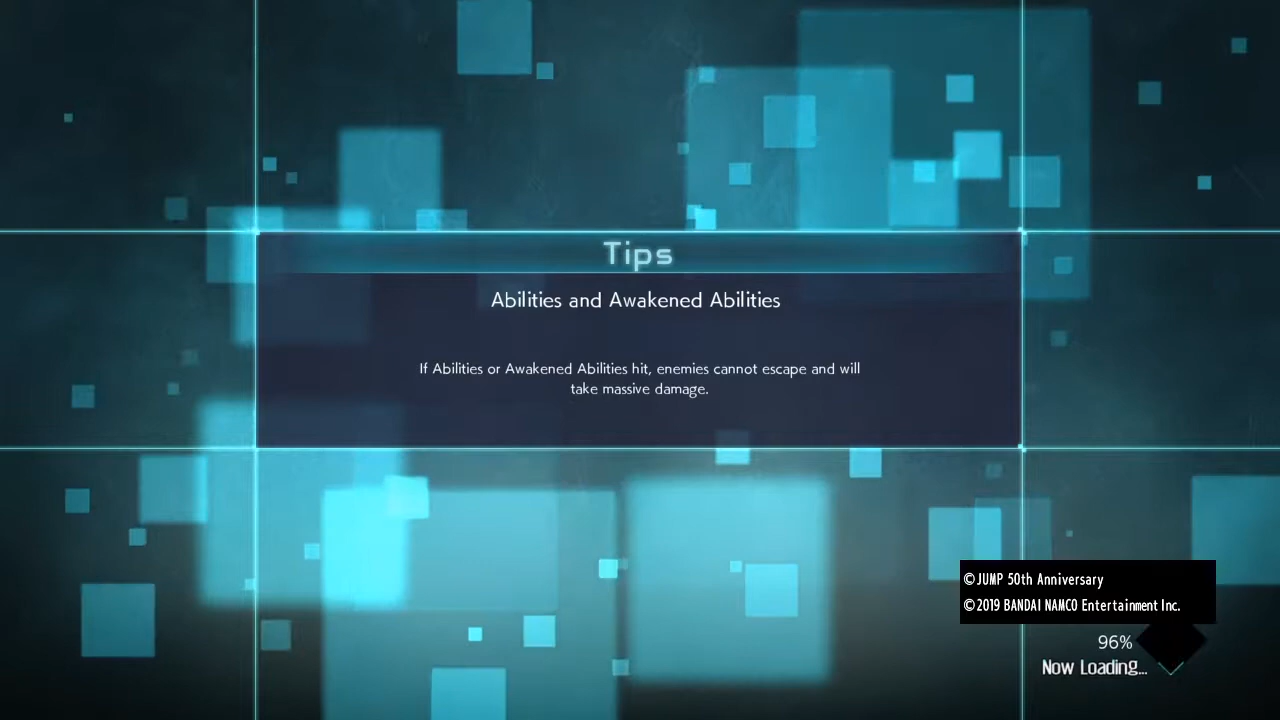 Tips
Abilities and Awakened Abilities
If Abilities or Awakened Abilities hit, enemies cannot escape and will
take massive damage.
©JUMP 50th Anniversary
©2019 BANDAI NAMCO Entertainment Inc.
96%
Now Loading...